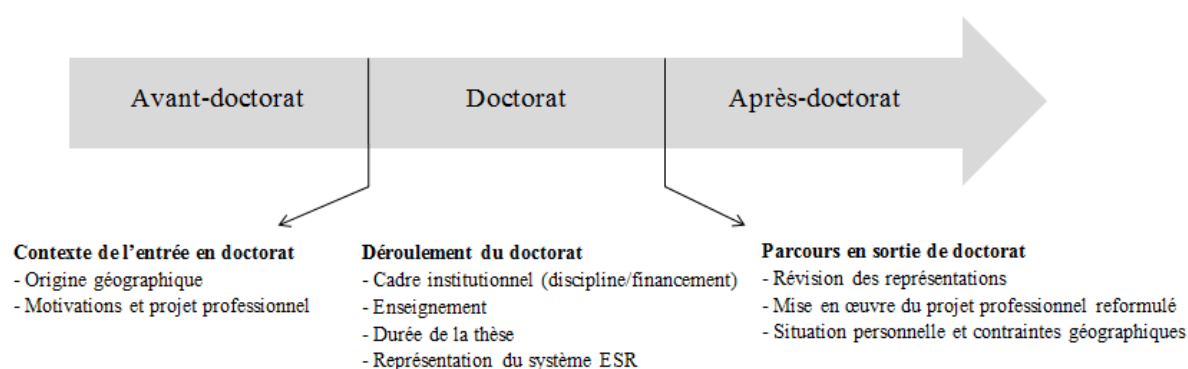 Avant-doctorat
Doctorat
Après-doctorat
Contexte de l'entrée en doctorat
- Origine géographique
- Motivations et projet professionnel
Déroulement du doctorat
- Cadre institutionnel (discipline/financement)
- Enseignement
- Durée de la thèse
- Représentation du système ESR
Parcours en sortie de doctorat
- Révision des représentations
- Mise en œuvre du projet professionnel reformulé
- Situation personnelle et contraintes géographiques